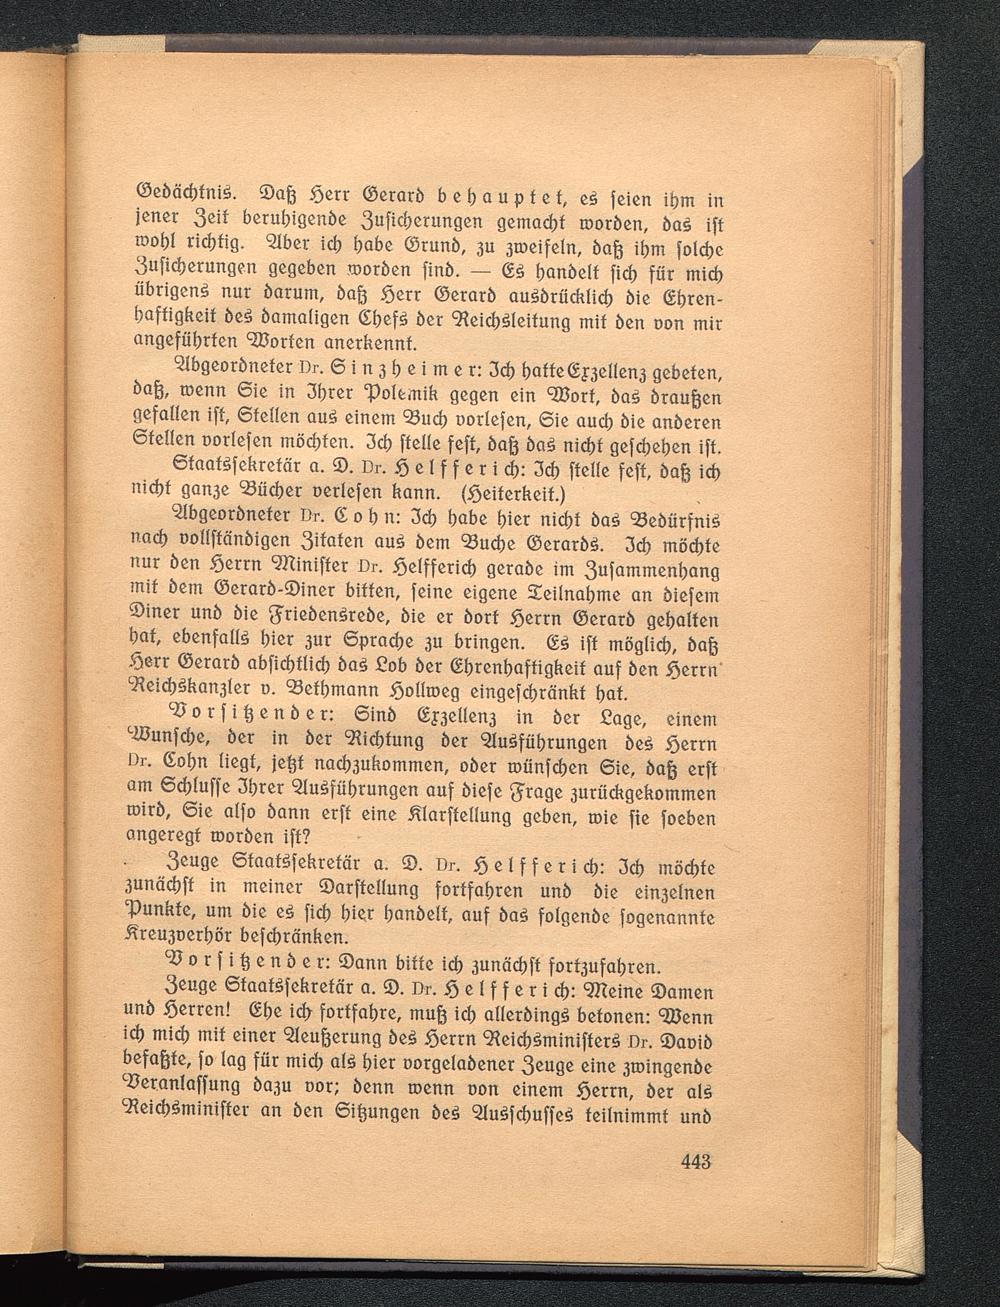 Gedächtnis. Daß Herr Gerard behauptet, es seien ihm in
jener Zeit beruhigende Zusicherungen gemacht worden, das ist
wohl richtig. Aber ich habe Grund, zu zweifeln, daß ihm solche
Zusicherungen gegeben worden sind. — Es handelt sich für mich
übrigens nur darum, daß Herr Gerard ausdrücklich die Ehren-
haftigkeit des damaligen Chefs der Reichsleitung mit den von mir
angeführten Worten anerkennt.
Abgeordneter Dr. Sinzheimer: Ich hatte Exzellenz gebeten,
daß, wenn Sie in Ihrer Polemik gegen ein Wort, das draußen
gefallen ist, Stellen aus einem Buch vorlesen, Sie auch die anderen
Stellen vorlesen möchten. Ich stelle fest, daß das nicht geschehen ist.
Staatssekretär a. D. Dr. Helfferich: Ich stelle fest, daß ich
nicht ganze Bücher verlesen kann. (Heiterkeit.)
Abgeordneter Dr. Cohn: Ich habe hier nicht das Bedürfnis
nach vollständigen Zitaten aus dem Buche Gerards. Ich möchte
nur den Herrn Minister Dr. Helfferich gerade im Zusammenhang
mit dem Gerard-Diner bitten, seine eigene Teilnahme an diesem
Diner und die Friedensrede, die er dort Herrn Gerard gehalten
hat, ebenfalls hier zur Sprache zu bringen. Es ist möglich, daß
Herr Gerard absichtlich das Lob der Ehrenhaftigkeit auf den Herrn
Reichskanzler v. Bethmann Hollweg eingeschränkt hat.
Vorsitzender: Sind Exzellenz in der Lage, einem
Wunsche, der in der Richtung der Ausführungen des Herrn
Dr. Cohn liegt, jetzt nachzukommen, oder wünschen Sie, daß erst
am Schlusse Ihrer Ausführungen auf diese Frage zurückgekommen
wird, Sie also dann erst eine Klarstellung geben, wie sie soeben
angeregt worden ist?
Zeuge Staatssekretär a. D. Dr. Helfferich: Ich möchte
zunächst in meiner Darstellung fortfahren und die einzelnen
Punkte, um die es sich hier handelt, auf das folgende sogenannte
Kreuzverhör beschränken.
Vorsitzender: Dann bitte ich zunächst fortzufahren.
Zeuge Staatssekretär a. D. Dr. Helfferich: Meine Damen
und Herren! Ehe ich fortfahre, muß ich allerdings betonen: Wenn
ich mich mit einer Aeußerung des Herrn Reichsministers Dr. David
befaßte, so lag für mich als hier vorgeladener Zeuge eine zwingende
Veranlassung dazu vor; denn wenn von einem Herrn, der als
Reichsminister an den Sitzungen des Ausschusses teilnimmt und
443